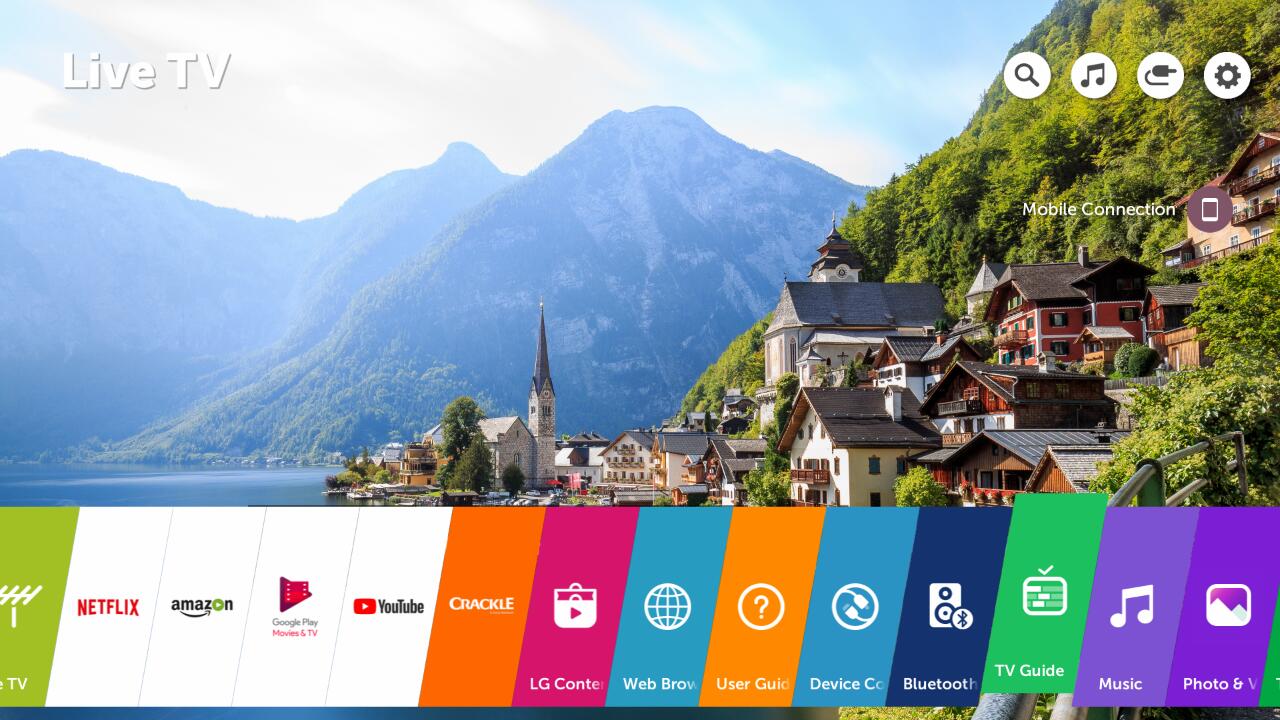 Live TV
Mobile Connection
e TV
NETFLIX
amazon
Google Play
Movies & TV
YouTube
CRACKLE
LG Conte
Web Brow
User Guid
Device Co
Bluetooth
TV Guide
Music
Photo & V